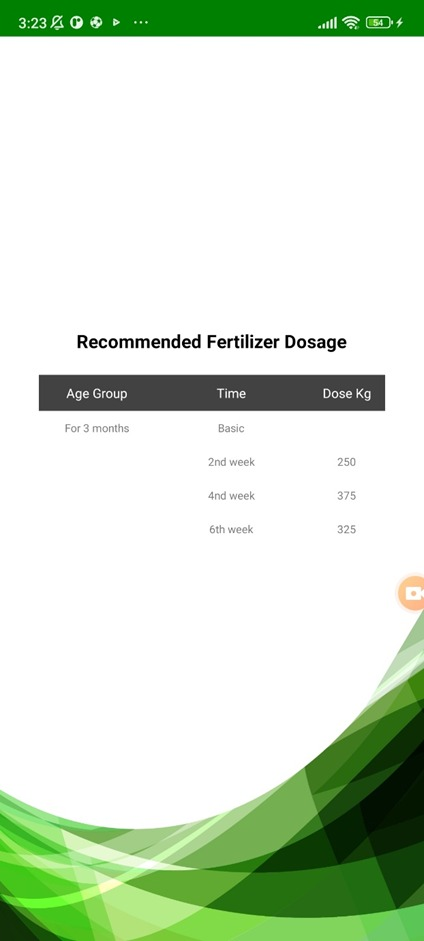 3:23
54
Recommended Fertilizer Dosage
Age Group Time Dose Kg
For 3 months Basic
2nd week 250
4nd week 375
6th week 325